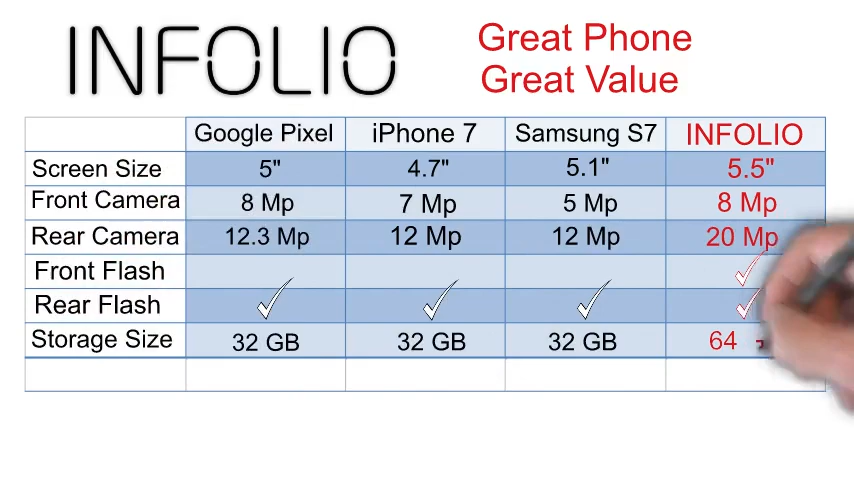 INFOLIO
Great Phone
Great Value
Google Pixel iPhone 7 Samsung S7 INFOLIO
Screen Size 5" 4.7" 5.1" 5.5"
Front Camera 8 Mp 7 Mp 5 Mp 8 Mp
Rear Camera 12.3 Mp 12 Mp 12 Mp 20 Mp
Front Flash ✓
Rear Flash ✓ ✓ ✓ ✓
Storage Size 32 GB 32 GB 32 GB 64